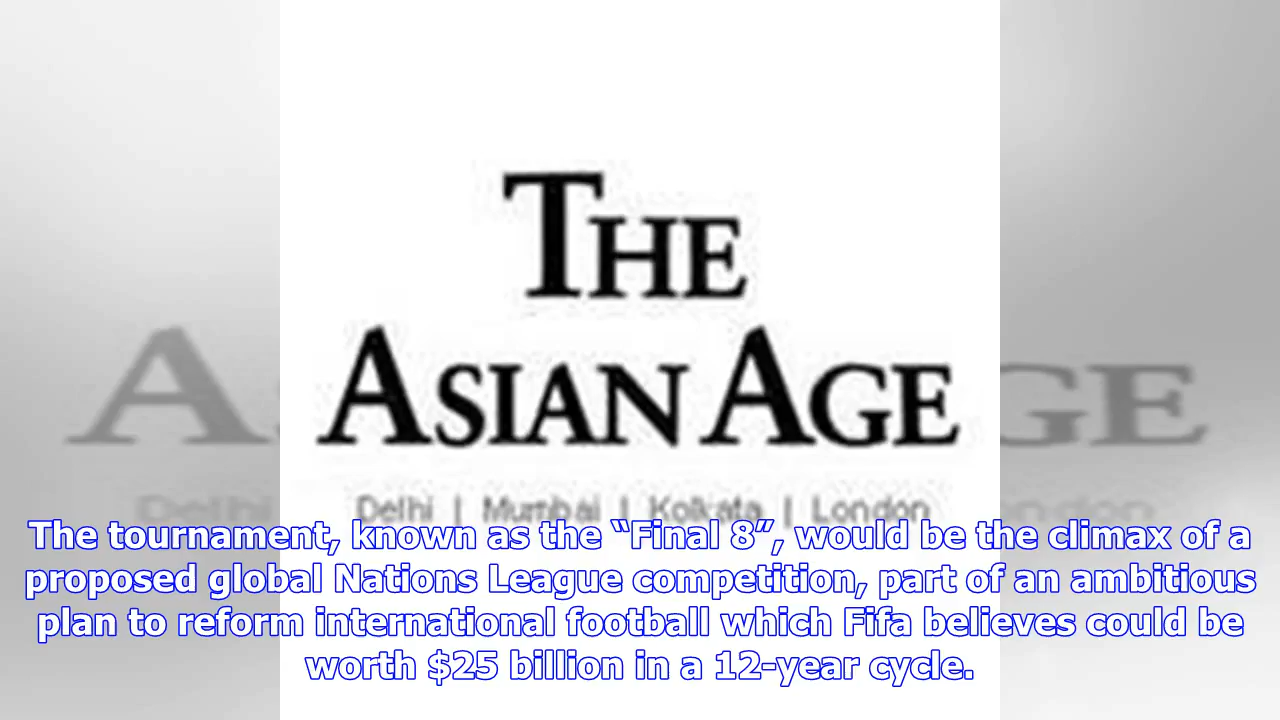 THE
ASIAN AGE
Delhi | Mumbai | Kolkata | London
The tournament, known as the “Final 8”, would be the climax of a
proposed global Nations League competition, part of an ambitious
plan to reform international football which Fifa believes could be
worth $25 billion in a 12-year cycle.